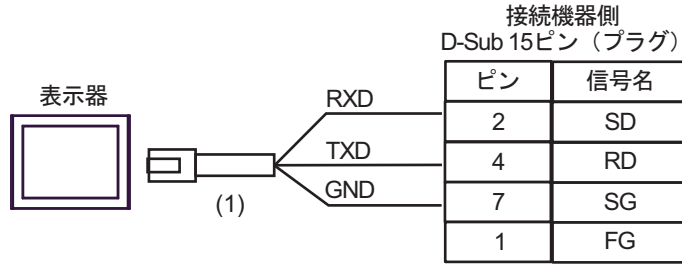 接続機器側
D-Sub 15ピン（プラグ）
表示器
RXD
TXD
GND
(1)
ピン 信号名
2 SD
4 RD
7 SG
1 FG